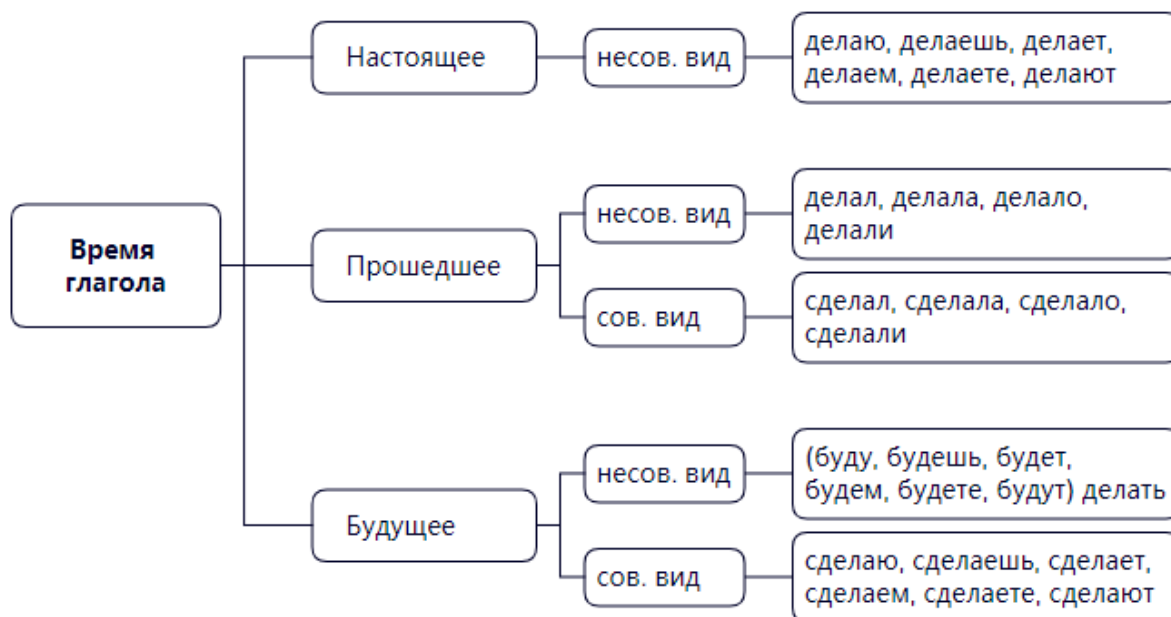 Время
глагола
Настоящее
несов. вид
делаю, делаешь, делает,
делаем, делаете, делают
Прошедшее
несов. вид
делал, делала, делало,
делали
сов. вид
сделал, сделала, сделало,
сделали
Будущее
несов. вид
(буду, будешь, будет,
будем, будете, будут) делать
сов. вид
сделаю, сделаешь, сделает,
сделаем, сделаете, сделают